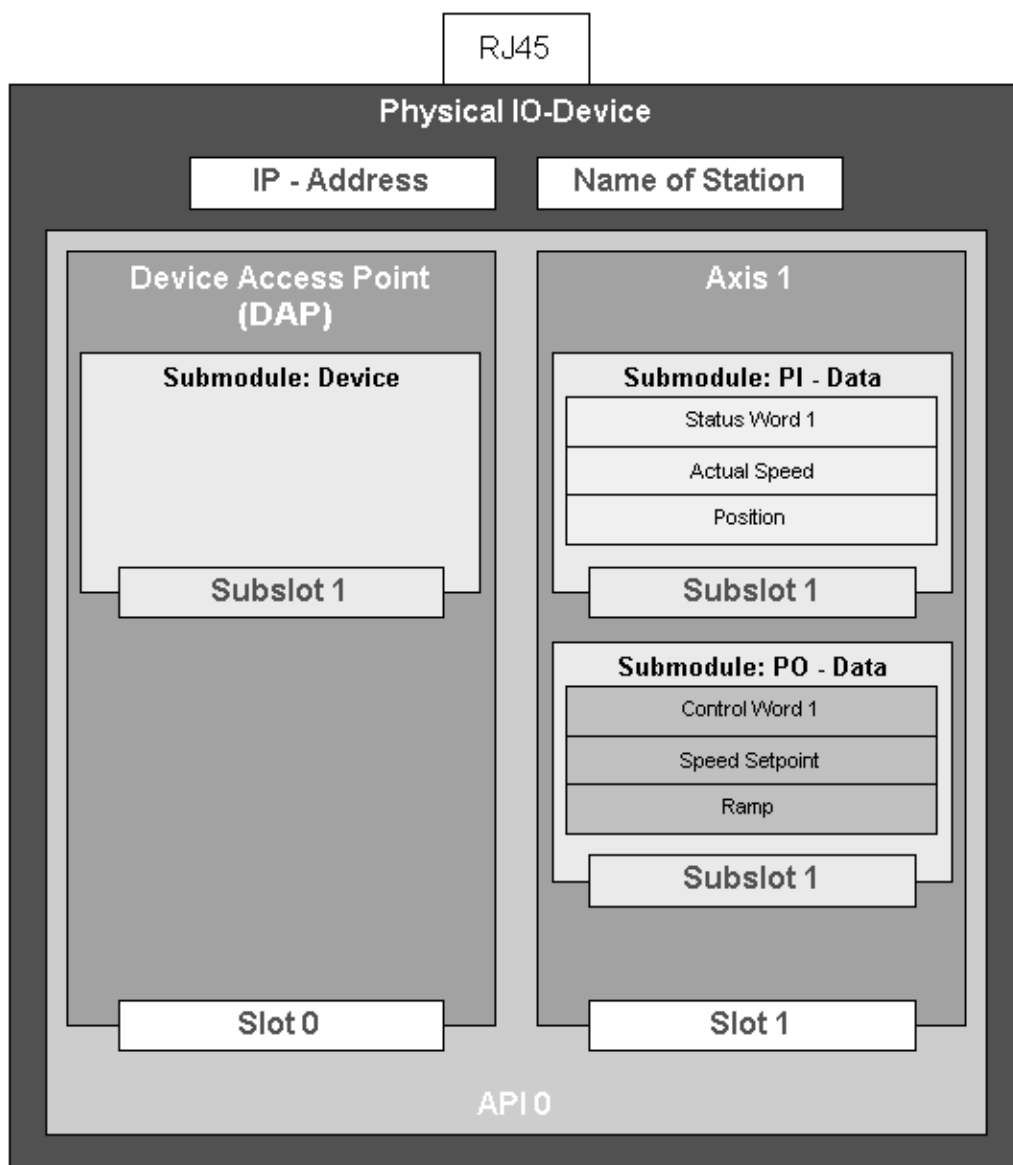 RJ45
Physical IO-Device
IP - Address
Name of Station
Device Access Point
(DAP)
Submodule: Device
Subslot 1
Slot 0
Axis 1
Submodule: PI - Data
Status Word 1
Actual Speed
Position
Subslot 1
Submodule: PO - Data
Control Word 1
Speed Setpoint
Ramp
Subslot 1
Slot 1
API 0